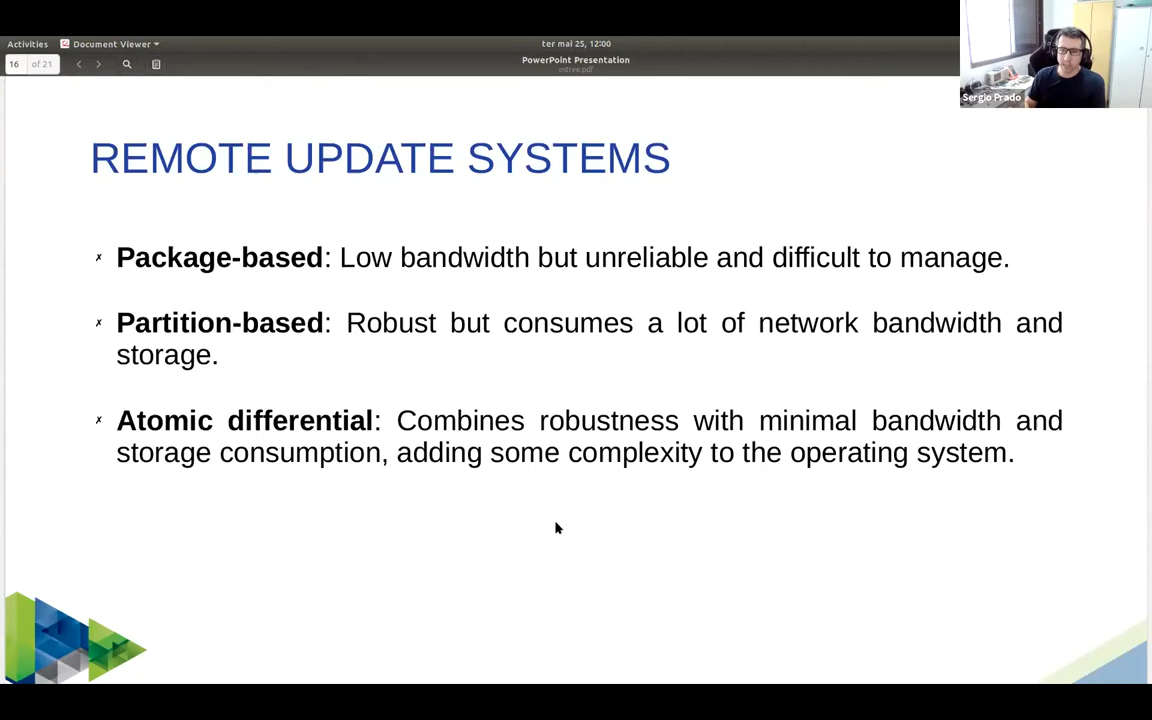 Activities Document Viewer ter mai 25, 12:00
16 of 21 PowerPoint Presentation
ostree.pdf
Sergio Prado
REMOTE UPDATE SYSTEMS
✗ Package-based: Low bandwidth but unreliable and difficult to manage.
✗ Partition-based: Robust but consumes a lot of network bandwidth and
storage.
✗ Atomic differential: Combines robustness with minimal bandwidth and
storage consumption, adding some complexity to the operating system.